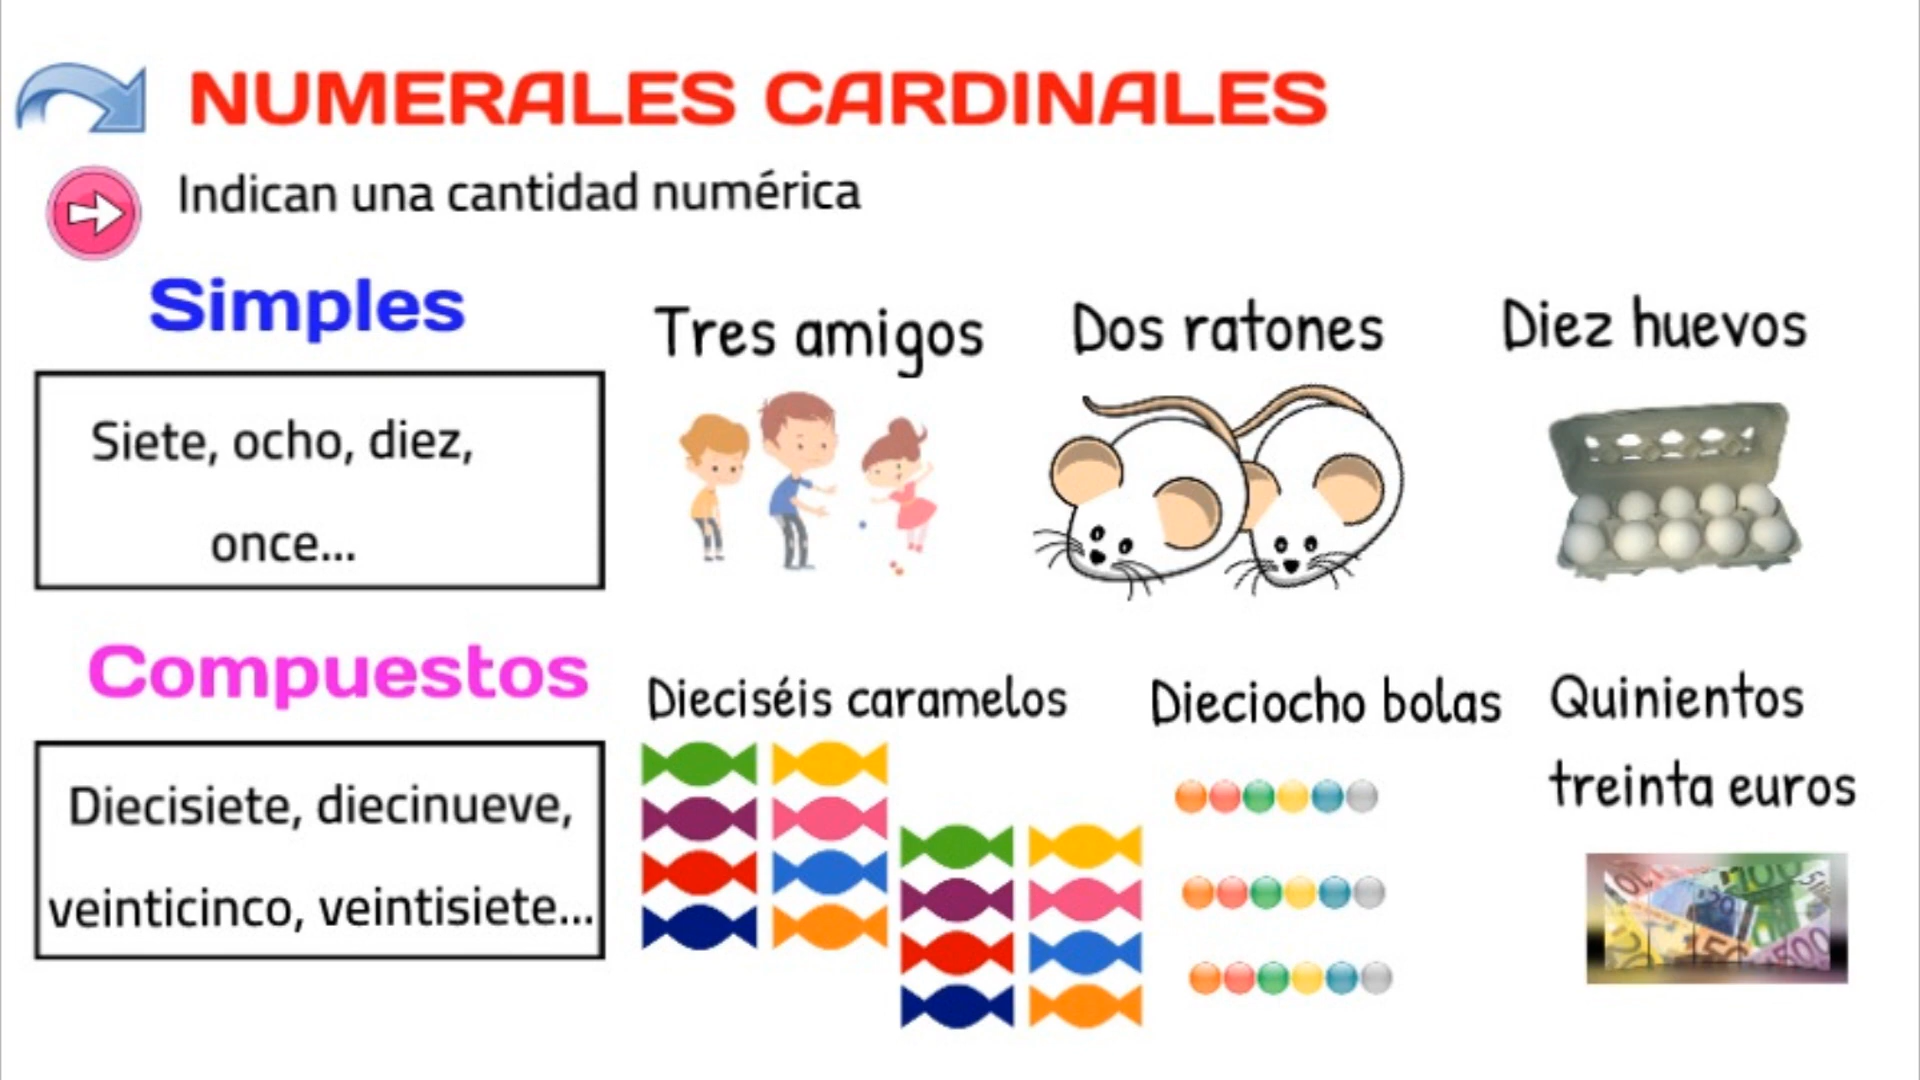 NUMERALES CARDINALES
Indican una cantidad numérica
Simples
Siete, ocho, diez,
once...
Tres amigos
Dos ratones
Diez huevos
Compuestos
Diecisiete, diecinueve,
veinticinco, veintisiete...
Dieciséis caramelos
Dieciocho bolas
Quinientos
treinta euros